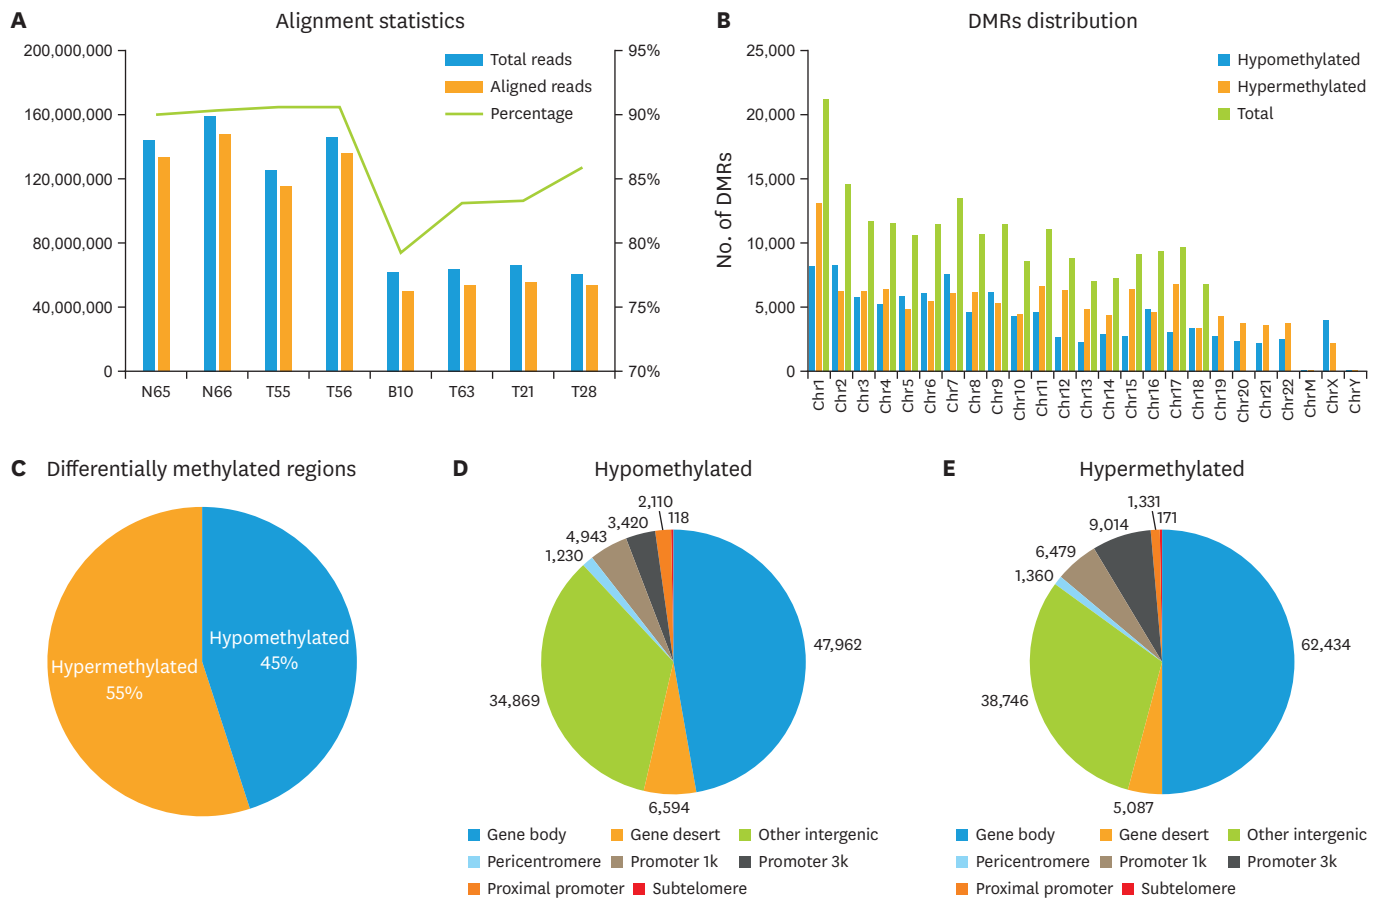 A Alignment statistics
200,000,000
160,000,000
120,000,000
80,000,000
40,000,000
0
95%
90%
85%
80%
75%
70%
Total reads
Aligned reads
Percentage
N65 N66 T55 T56 B10 T63 T21 T28
B DMRs distribution
No. of DMRs
25,000
20,000
15,000
10,000
5,000
0
Hypomethylated
Hypermethylated
Total
Chr1 Chr2 Chr3 Chr4 Chr5 Chr6 Chr7 Chr8 Chr9 Chr10 Chr11 Chr12 Chr13 Chr14 Chr15 Chr16 Chr17 Chr18 Chr19 Chr20 Chr21 Chr22 ChrM ChrX ChrY
C Differentially methylated regions
Hypomethylated
45%
Hypermethylated
55%
D Hypomethylated
2,110
118
3,420
4,943
1,230
47,962
34,869
6,594
Gene body Gene desert Other intergenic
Pericentromere Promoter 1k Promoter 3k
Proximal promoter Subtelomere
E Hypermethylated
1,331
171
9,014
6,479
1,360
62,434
38,746
5,087
Gene body Gene desert Other intergenic
Pericentromere Promoter 1k Promoter 3k
Proximal promoter Subtelomere